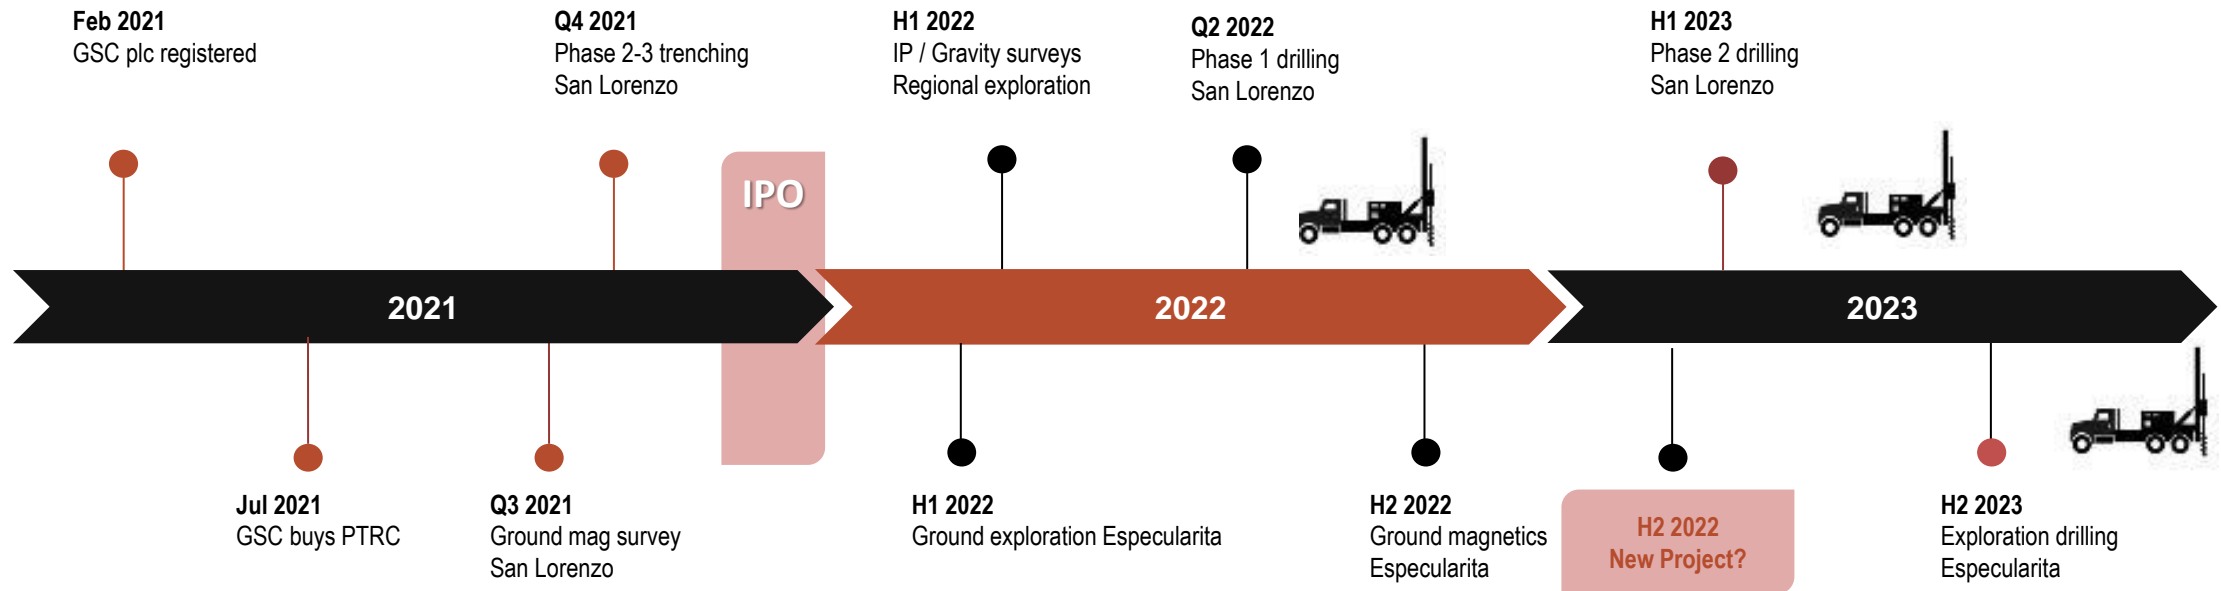 Feb 2021
GSC plc registered
Q4 2021
Phase 2-3 trenching
San Lorenzo
H1 2022
IP / Gravity surveys
Regional exploration
Q2 2022
Phase 1 drilling
San Lorenzo
H1 2023
Phase 2 drilling
San Lorenzo
IPO
2021
2022
2023
Jul 2021
GSC buys PTRC
Q3 2021
Ground mag survey
San Lorenzo
H1 2022
Ground exploration Especularita
H2 2022
Ground magnetics
Especularita
H2 2022
New Project?
H2 2023
Exploration drilling
Especularita